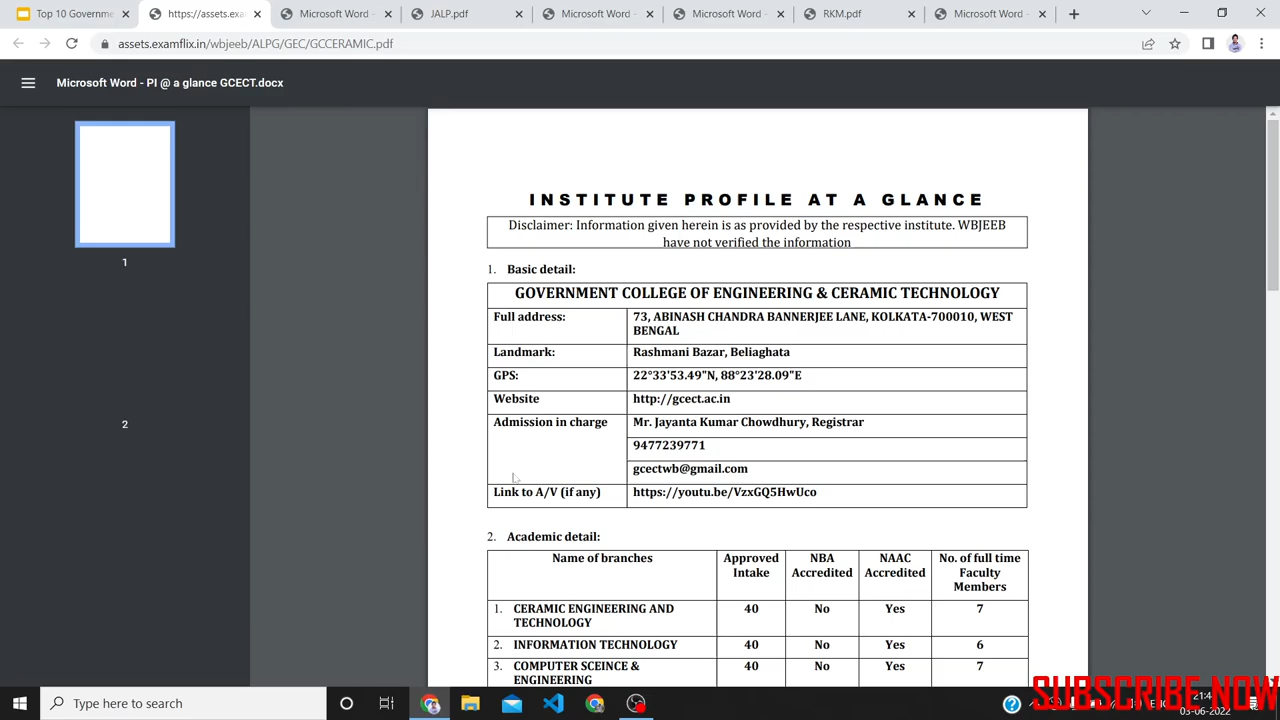 Top 10 Governm
https://assets.exa
Microsoft Word -
JALP.pdf
Microsoft Word -
Microsoft Word -
RKM.pdf
Microsoft Word -
assets.examflix.in/wbjeeb/ALPG/GEC/GCCERAMIC.pdf
Microsoft Word - PI @ a glance GCECT.docx
1
2
INSTITUTE PROFILE AT A GLANCE
Disclaimer: Information given herein is as provided by the respective institute. WBJEEB
have not verified the information
1. Basic detail:
GOVERNMENT COLLEGE OF ENGINEERING & CERAMIC TECHNOLOGY
Full address: 73, ABINASH CHANDRA BANNERJEE LANE, KOLKATA-700010, WEST
BENGAL
Landmark: Rashmani Bazar, Beliaghata
GPS: 22°33'53.49"N, 88°23'28.09"E
Website http://gcect.ac.in
Admission in charge Mr. Jayanta Kumar Chowdhury, Registrar
9477239771
gcectwb@gmail.com
Link to A/V (if any) https://youtu.be/VzxGQ5HwUco
2. Academic detail:
Name of branches Approved NBA NAAC No. of full time
Intake Accredited Accredited Faculty
Members
1. CERAMIC ENGINEERING AND 40 No Yes 7
TECHNOLOGY
2. INFORMATION TECHNOLOGY 40 No Yes 6
3. COMPUTER SCEINCE & 40 No Yes 7
ENGINEERING
Type here to search
SUBSCRIBE NOW
03-06-2022